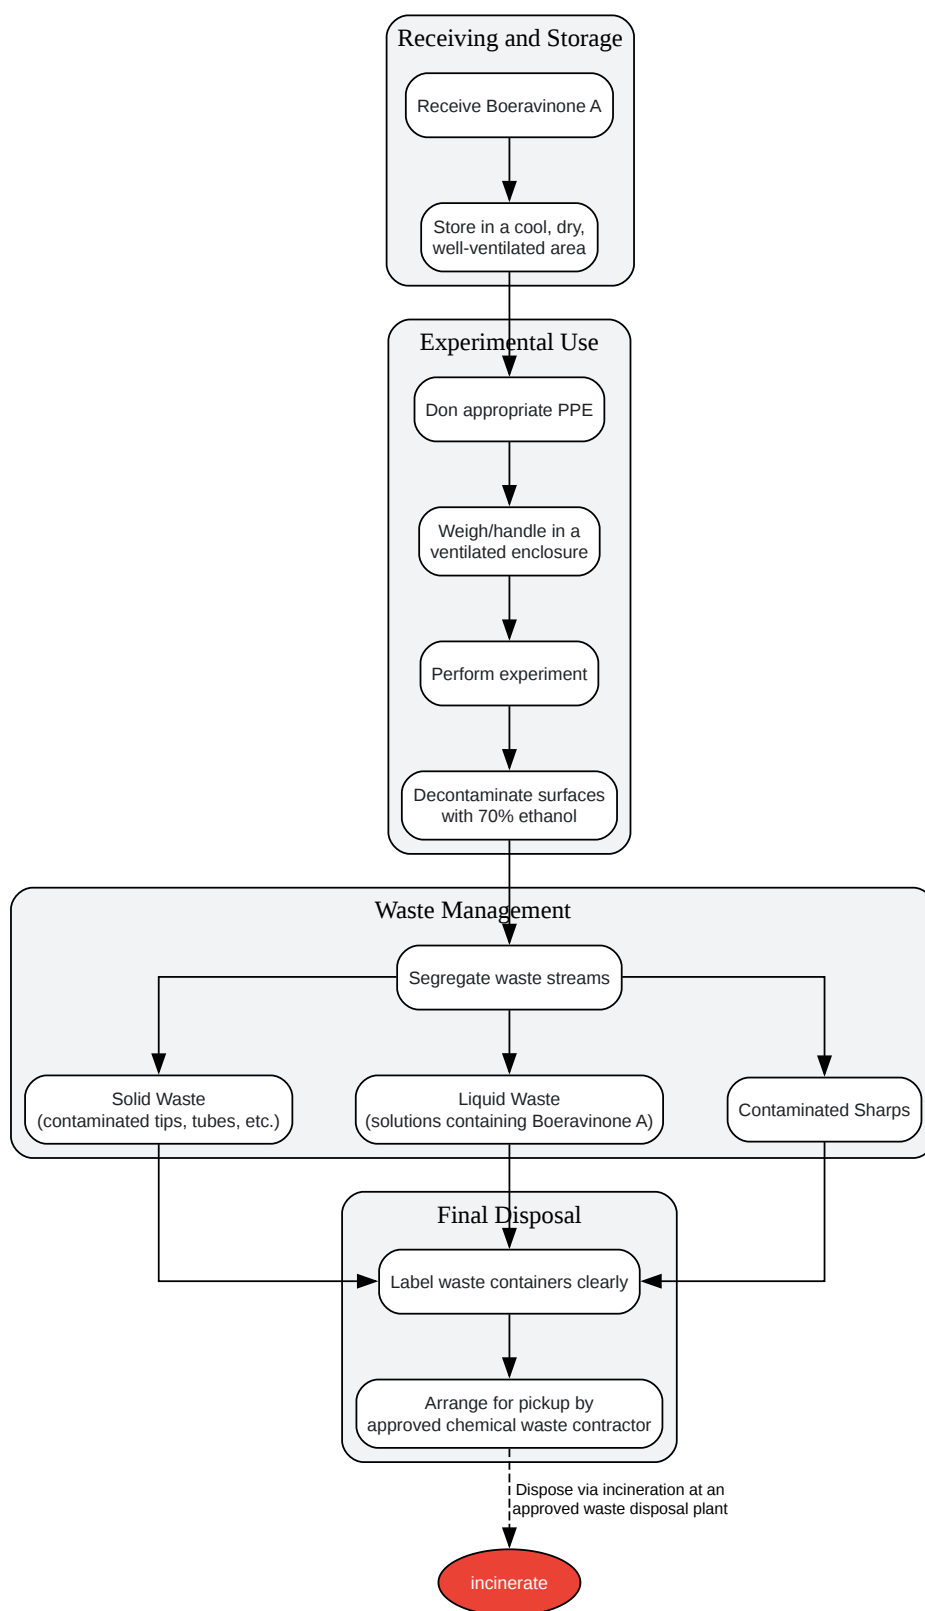 Receiving and Storage
Receive Boeravinone A
Store in a cool, dry,
well-ventilated area
Experimental Use
Don appropriate PPE
Weigh/handle in a
ventilated enclosure
Perform experiment
Decontaminate surfaces
with 70% ethanol
Waste Management
Segregate waste streams
Solid Waste
(contaminated tips, tubes, etc.)
Liquid Waste
(solutions containing Boeravinone A)
Contaminated Sharps
Final Disposal
Label waste containers clearly
Arrange for pickup by
approved chemical waste contractor
Dispose via incineration at an
approved waste disposal plant
incinerate